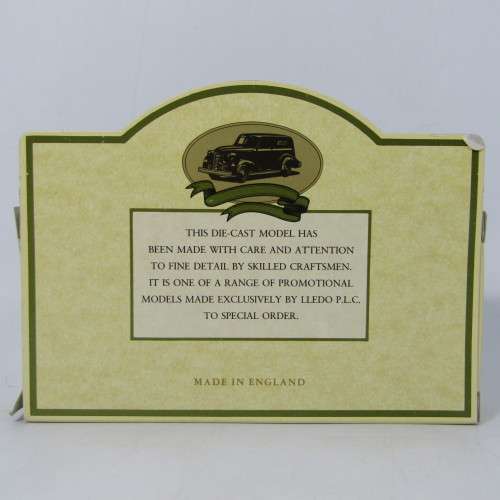 THIS DIE-CAST MODEL HAS
BEEN MADE WITH CARE AND ATTENTION
TO FINE DETAIL BY SKILLED CRAFTSMEN.
IT IS ONE OF A RANGE OF PROMOTIONAL
MODELS MADE EXCLUSIVELY BY LLEDO P.L.C.
TO SPECIAL ORDER.
MADE IN ENGLAND